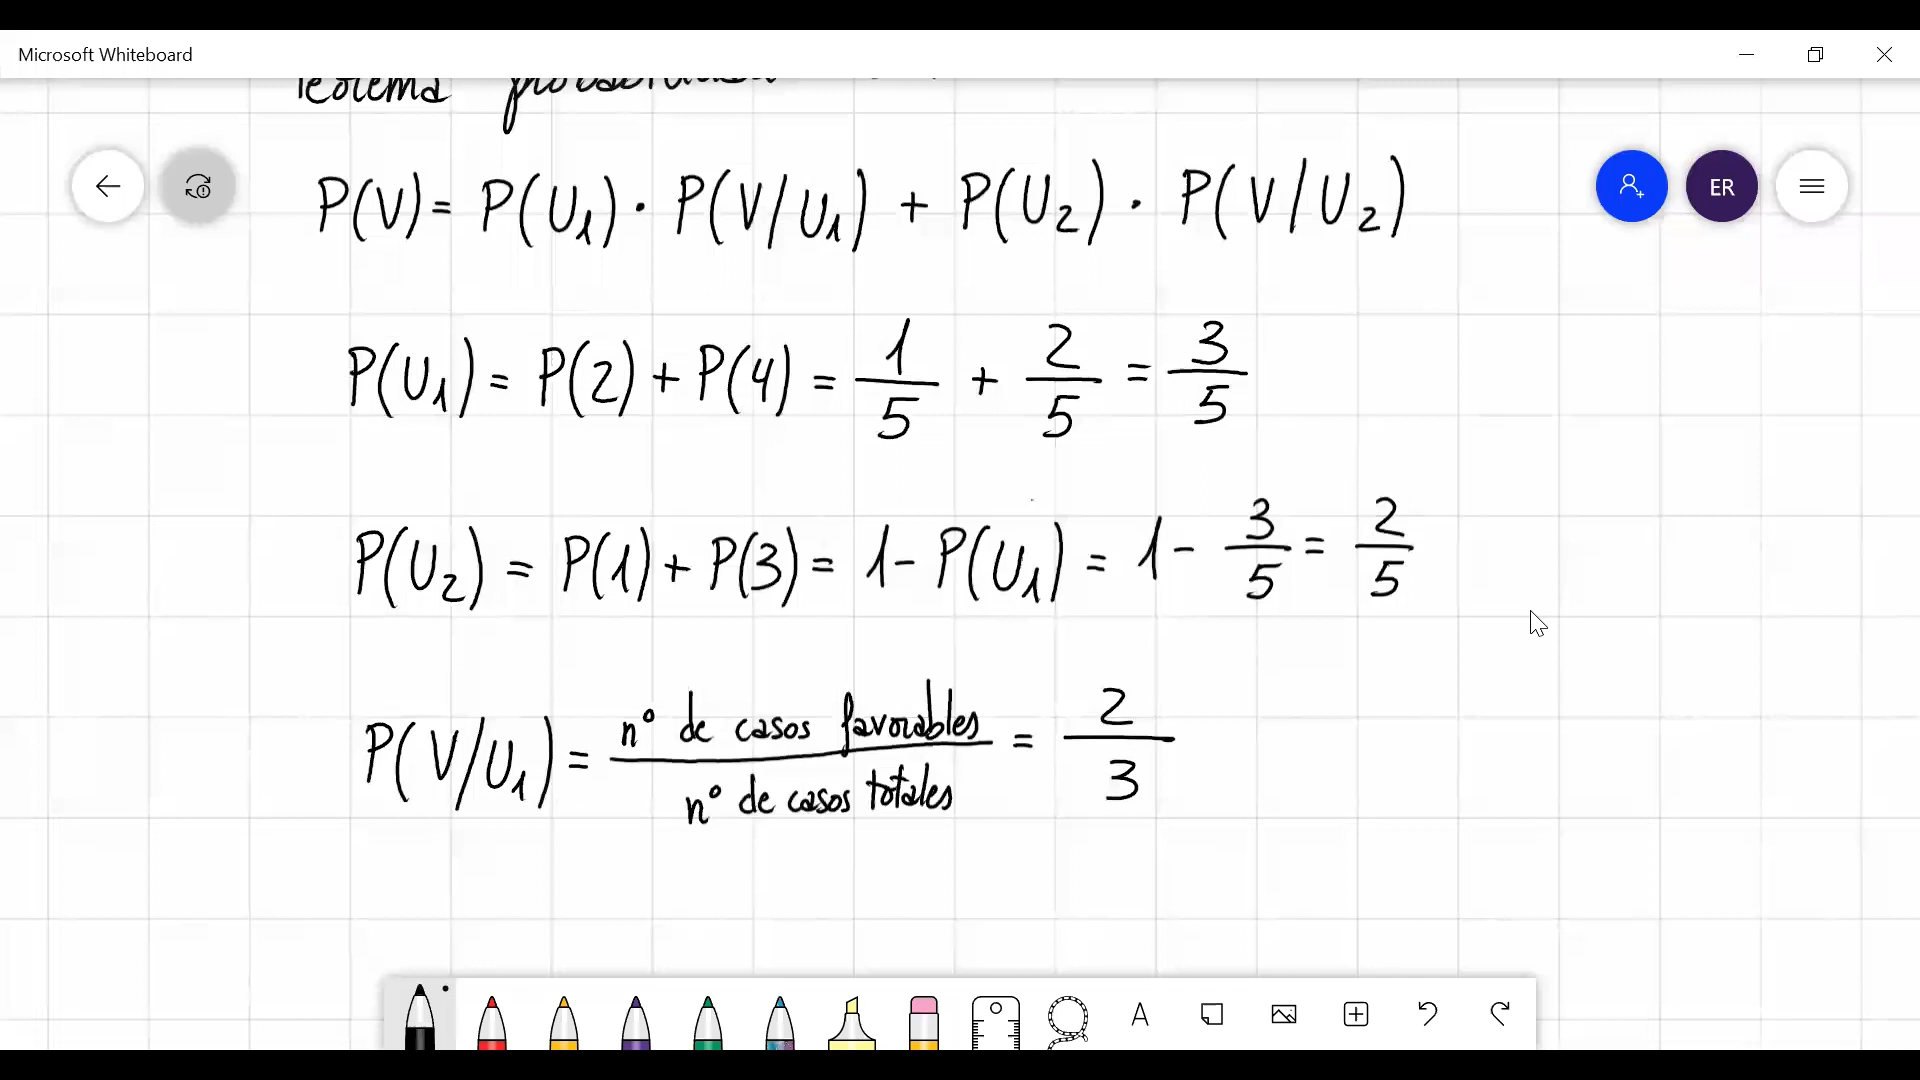 Microsoft Whiteboard
Teorema
ER
P(V) = P(U₁) · P(V/U₁) + P(U₂) · P(V/U₂)
P(U₁) = P(2) + P(4) = 1/5 + 2/5 = 3/5
P(U₂) = P(1) + P(3) = 1 - P(U₁) = 1 - 3/5 = 2/5
P(V/U₁) = nº de casos favorables / nº de casos totales = 2/3
A